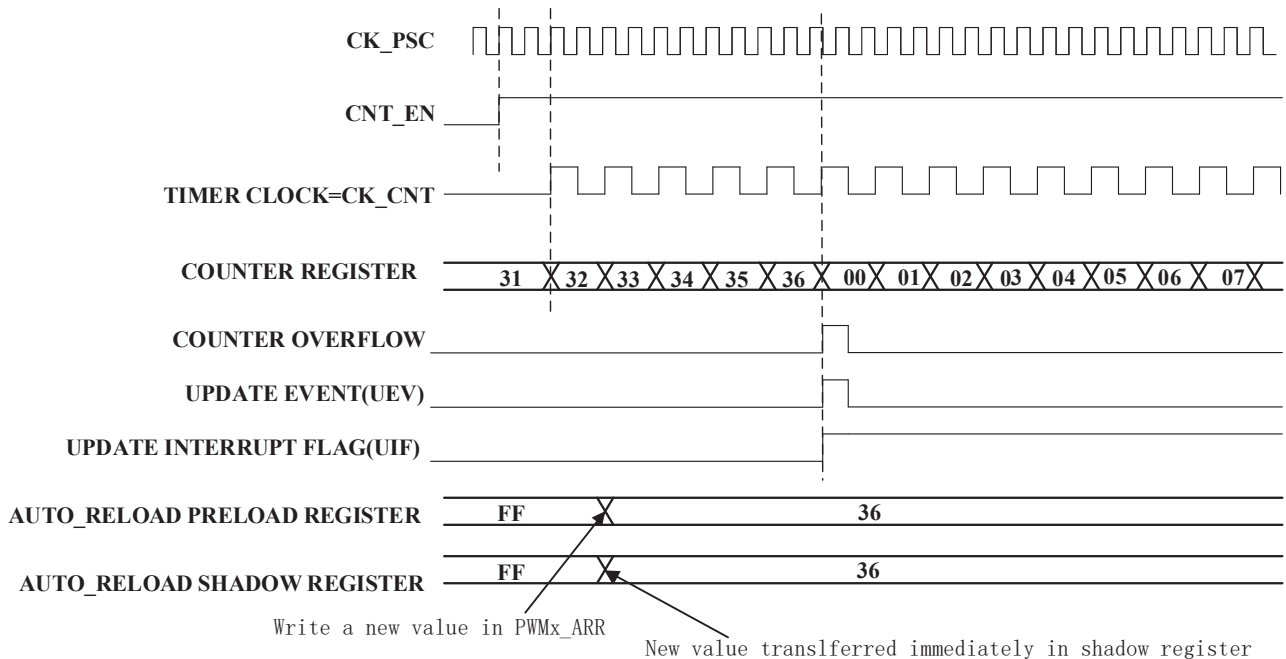 CK_PSC
CNT_EN
TIMER CLOCK=CK_CNT
COUNTER REGISTER
31 32 33 34 35 36 00 01 02 03 04 05 06 07
COUNTER OVERFLOW
UPDATE EVENT(UEV)
UPDATE INTERRUPT FLAG(UIF)
AUTO_RELOAD PRELOAD REGISTER
FF 36
AUTO_RELOAD SHADOW REGISTER
FF 36
Write a new value in PWMx_ARR
New value translferred immediately in shadow register